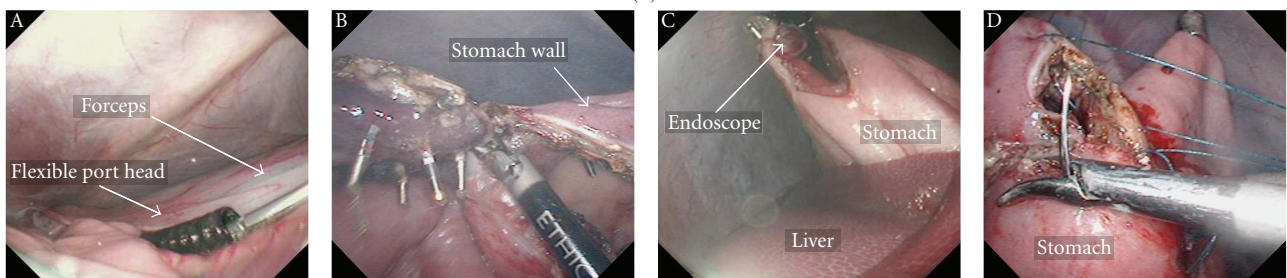 A
Forceps
Flexible port head
B
Stomach wall
ETHIC
C
Endoscope
Stomach
Liver
D
Stomach